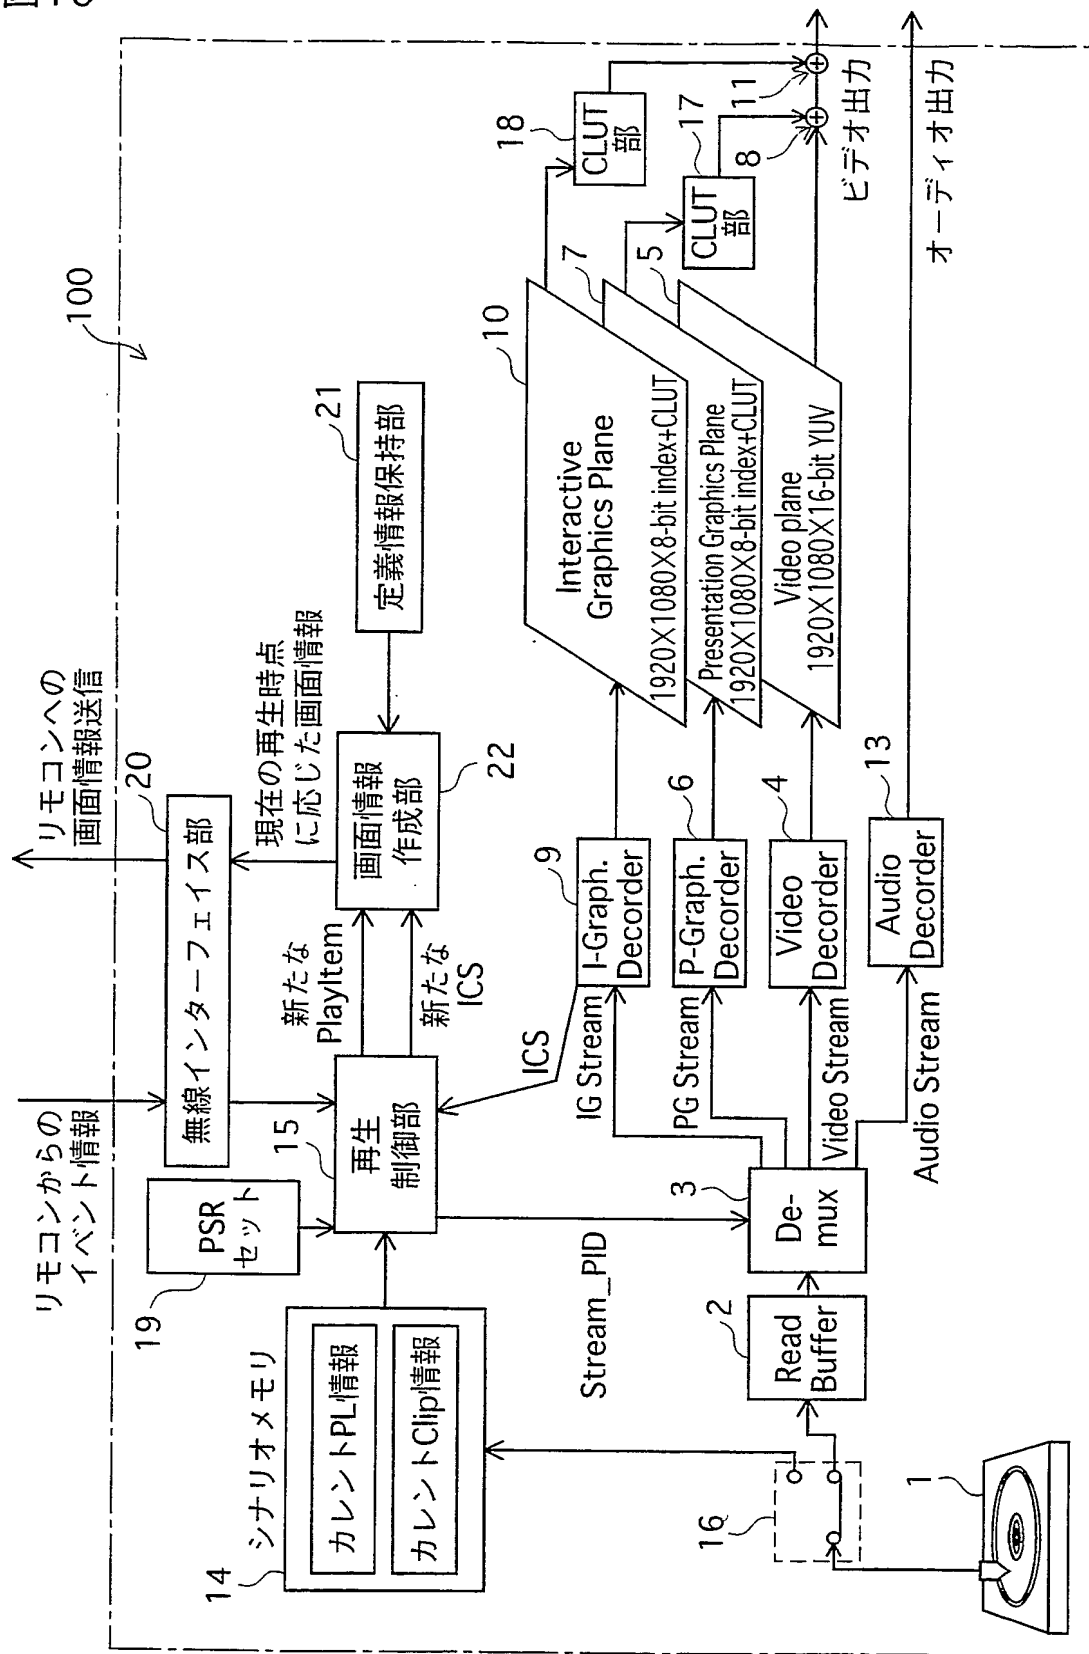 100
リモコンからの
イベント情報
リモコンへの
画面情報送信
20
無線インターフェイス部
19
PSR
セット
15
再生
制御部
新たな
PlayItem
新たな
ICS
現在の再生時点
に応じた画面情報
画面情報
作成部
22
21
定義情報保持部
14
シナリオメモリ
カレントPL情報
カレントClip情報
ICS
Stream_PID
16
1
2
Read
Buffer
3
De-
mux
IG Stream
PG Stream
Video Stream
Audio Stream
9
I-Graph.
Decorder
6
P-Graph.
Decorder
4
Video
Decorder
13
Audio
Decorder
10
Interactive
Graphics Plane
1920X1080X8-bit index+CLUT
7
Presentation Graphics Plane
1920X1080X8-bit index+CLUT
5
Video plane
1920X1080X16-bit YUV
18
CLUT
部
17
CLUT
部
11
8
ビデオ出力
オーディオ出力